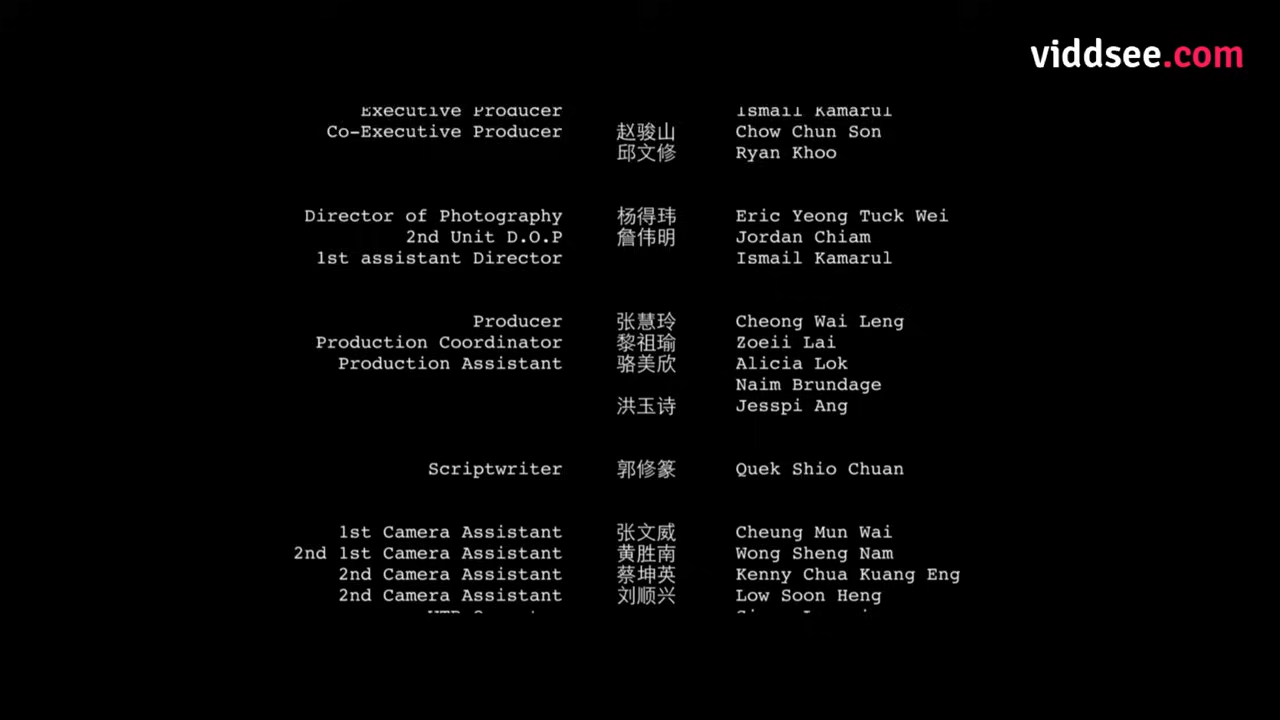 viddsee.com
Executive Producer Ismail Kamarul
Co-Executive Producer 赵骏山 Chow Chun Son
邱文修 Ryan Khoo
Director of Photography 杨得玮 Eric Yeong Tuck Wei
2nd Unit D.O.P 詹伟明 Jordan Chiam
1st assistant Director Ismail Kamarul
Producer 张慧玲 Cheong Wai Leng
Production Coordinator 黎祖瑜 Zoeii Lai
Production Assistant 骆美欣 Alicia Lok
Naim Brundage
洪玉诗 Jesspi Ang
Scriptwriter 郭修篆 Quek Shio Chuan
1st Camera Assistant 张文威 Cheung Mun Wai
2nd 1st Camera Assistant 黄胜南 Wong Sheng Nam
2nd Camera Assistant 蔡坤英 Kenny Chua Kuang Eng
2nd Camera Assistant 刘顺兴 Low Soon Heng